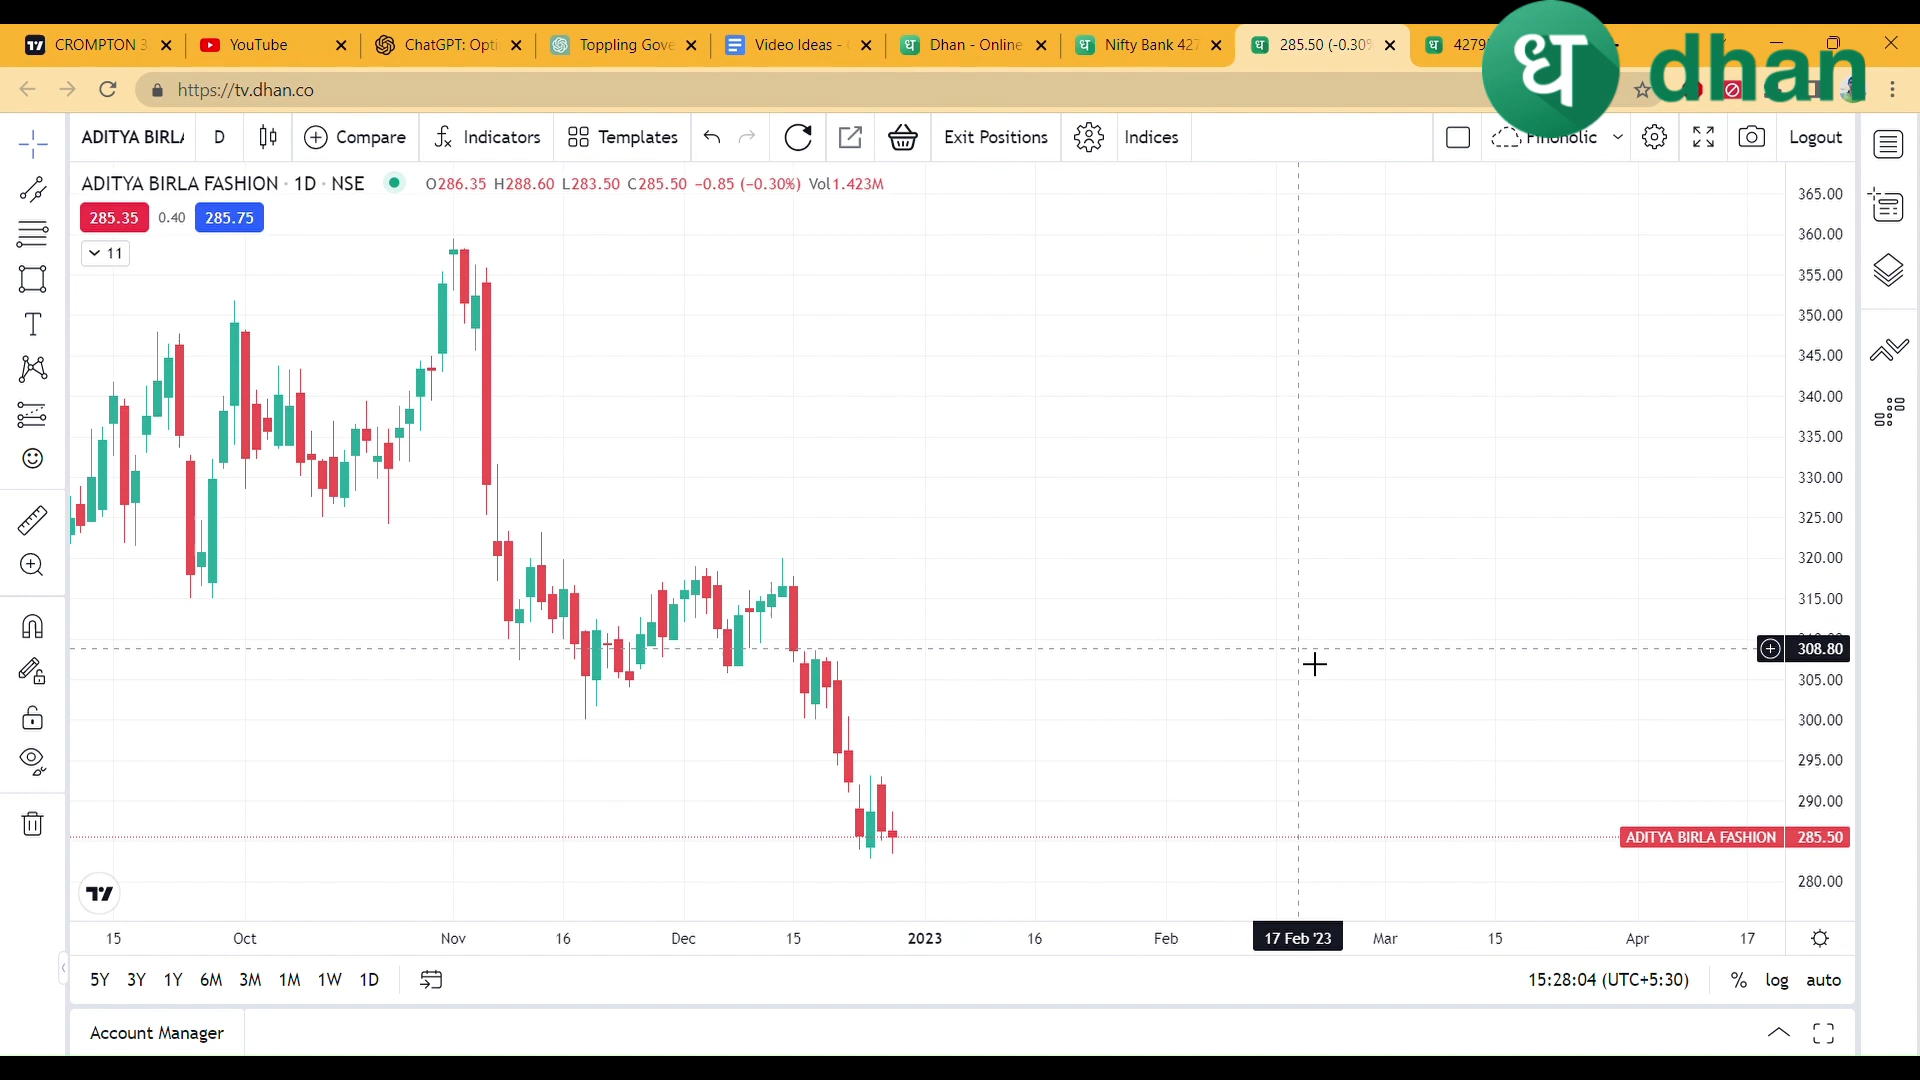 CROMPTON 3
YouTube
ChatGPT: Opti
Toppling Gove
Video Ideas -
Dhan - Online
Nifty Bank 427
285.50 (-0.30%
4279
ध dhan
https://tv.dhan.co
ADITYA BIRLA
D
Compare
Indicators
Templates
Exit Positions
Indices
Logout
ADITYA BIRLA FASHION · 1D · NSE
O286.35 H288.60 L283.50 C285.50 −0.85 (−0.30%) Vol1.423M
285.35
0.40
285.75
11
365.00
360.00
355.00
350.00
345.00
340.00
335.00
330.00
325.00
320.00
315.00
308.80
305.00
300.00
295.00
290.00
ADITYA BIRLA FASHION 285.50
280.00
15
Oct
Nov
16
Dec
15
2023
16
Feb
17 Feb '23
Mar
15
Apr
17
5Y 3Y 1Y 6M 3M 1M 1W 1D
15:28:04 (UTC+5:30)
% log auto
Account Manager